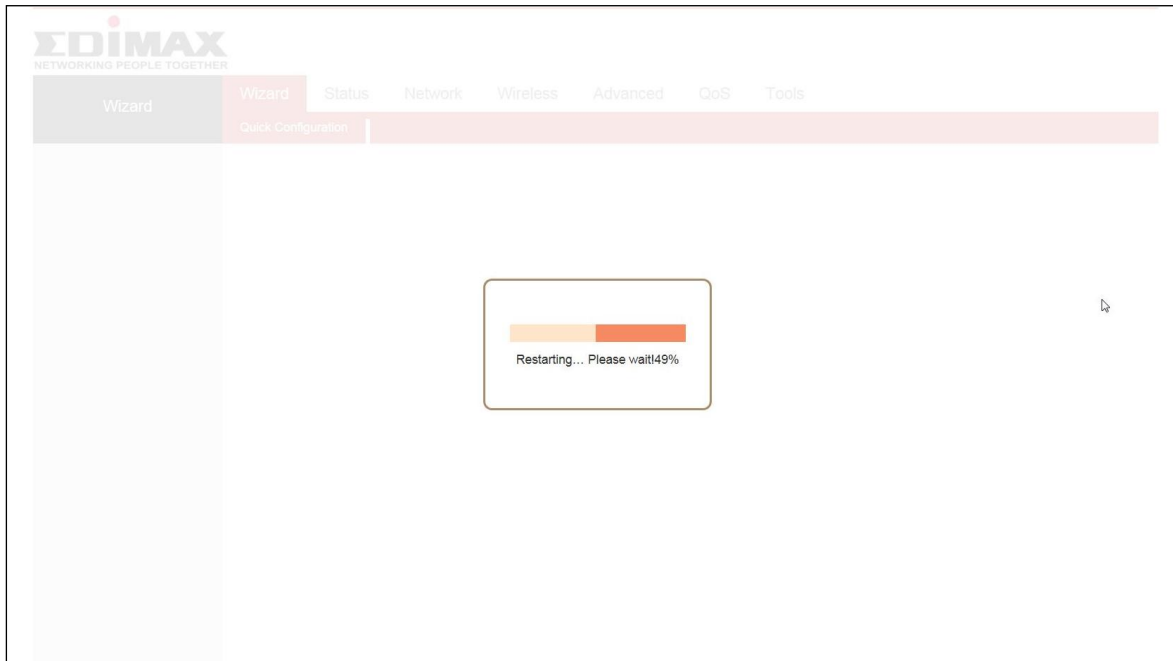 EDiMAX
NETWORKING PEOPLE TOGETHER
Wizard
Wizard Status Network Wireless Advanced QoS Tools
Quick Configuration
Restarting... Please wait!49%